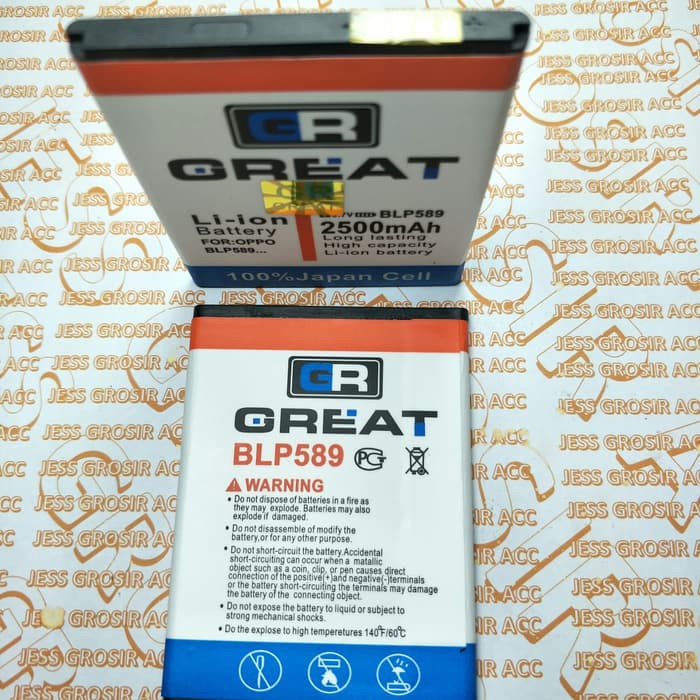 GR
GREAT
GR
Li-ion
Battery
FOR:OPPO
BLP589...
BLP589
2500mAh
Long lasting
High capacity
Li-ion battery
100%Japan Cell
GR
GREAT
BLP589
PG
WARNING
• Do not dispose of batteries in a fire as
they may explode. Batteries may also
explode if damaged.
• Do not disassemble of modify the
battery,or for any other purpose.
• Do not short-circuit the battery.Accidental
short-circuiting can occur when a matallic
object such as a coin, clip, or pen causes direct
connection of the positive(+)and negative(-)terminals
or the battery short-circuiting the terminals may damage
the battery of the connecting object.
• Do not expose the battery to liquid or subject to
strong mechanical shocks.
• Do the explose to high temperetures 140°F/60°C
JESS GROSIR ACC